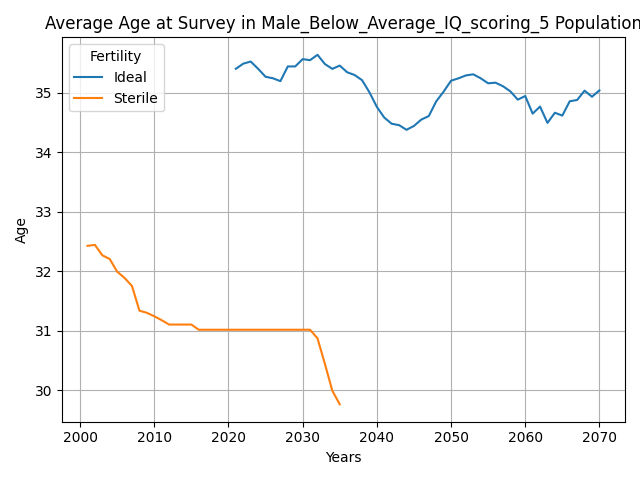 Average Age at Survey in Male_Below_Average_IQ_scoring_5 Population
Fertility
Ideal
Sterile
35
34
33
32
31
30
Age
2000 2010 2020 2030 2040 2050 2060 2070
Years